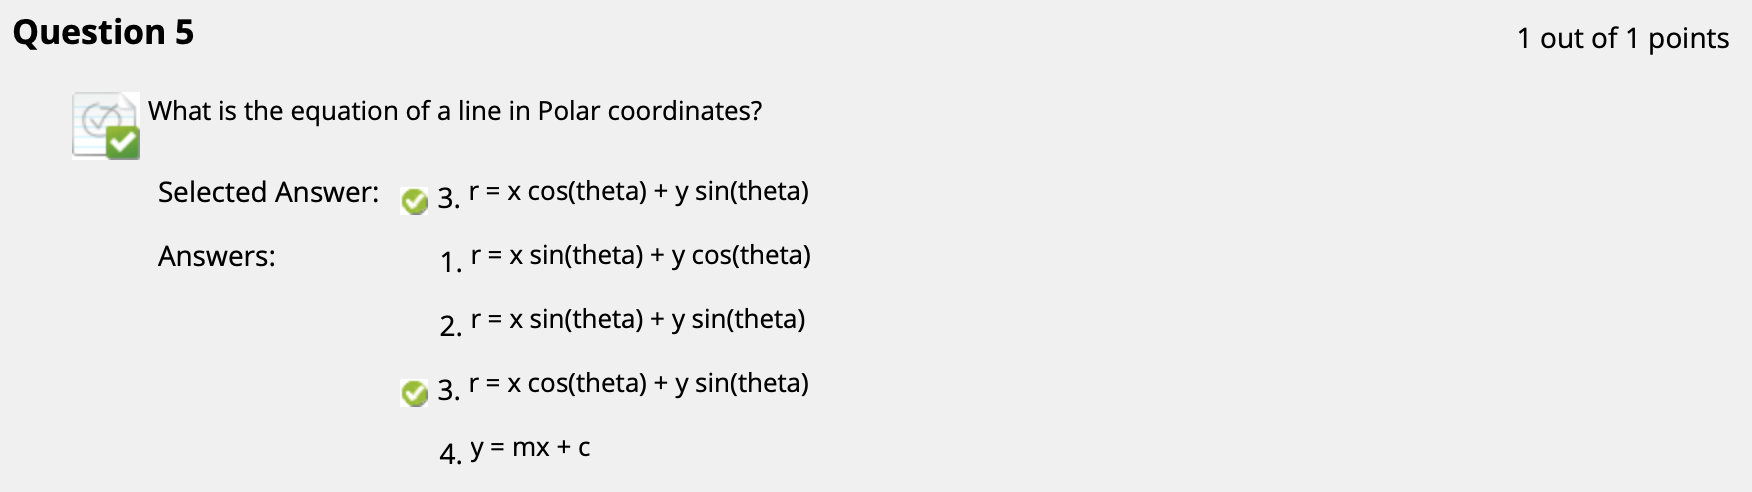 Question 5
1 out of 1 points
What is the equation of a line in Polar coordinates?
Selected Answer: 3. r = x cos(theta) + y sin(theta)
Answers: 1. r = x sin(theta) + y cos(theta)
2. r = x sin(theta) + y sin(theta)
3. r = x cos(theta) + y sin(theta)
4. y = mx + c